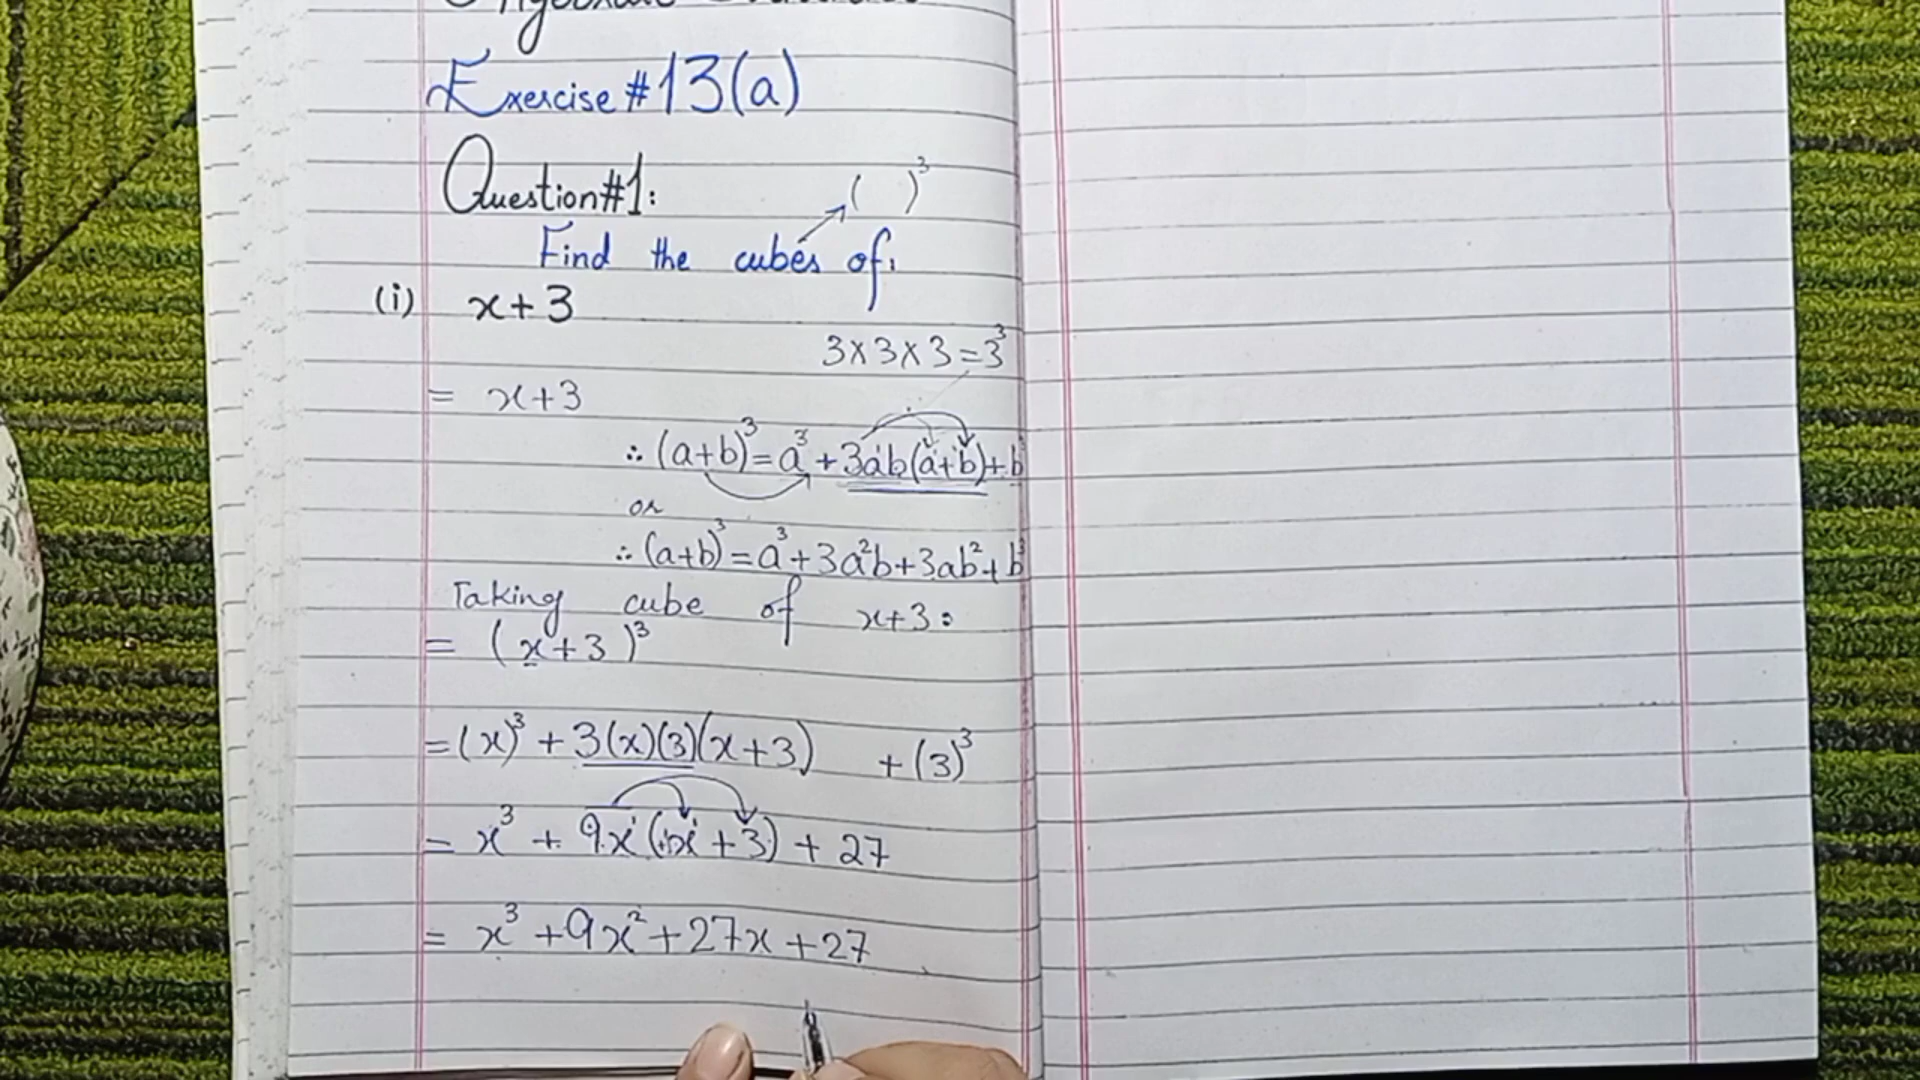 Exercise #13(a)
Question#1: ( )³
Find the cubes of:
(i) x+3
3×3×3=3³
= x+3
∴ (a+b)³=a³+3ab(a+b)+b³
or
∴ (a+b)³=a³+3a²b+3ab²+b³
Taking cube of x+3:
= (x+3)³
=(x)³+3(x)(3)(x+3) +(3)³
= x³+9x(x+3)+27
= x³+9x²+27x+27